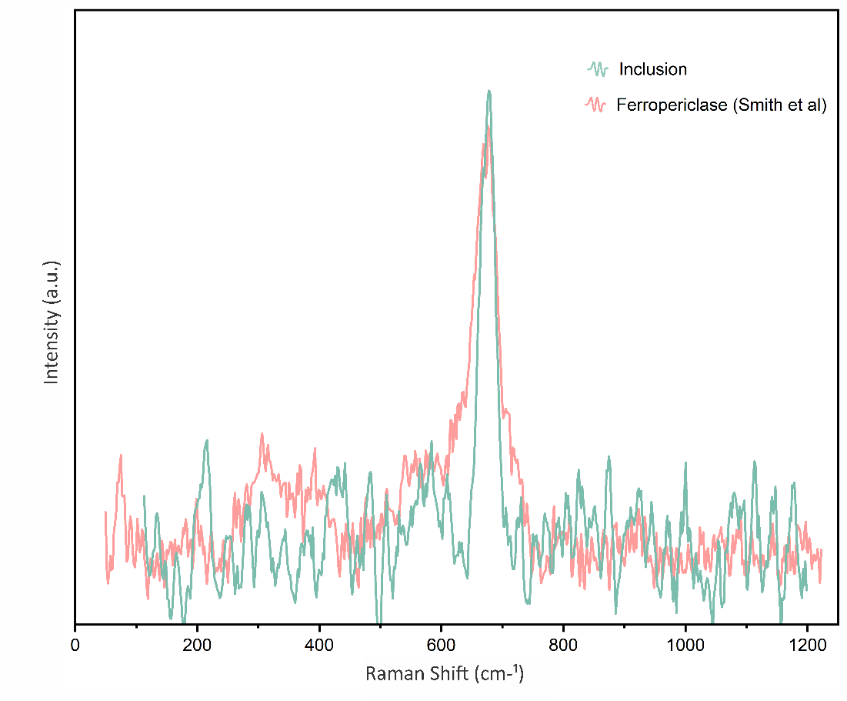 Inclusion
Ferropericlase (Smith et al)
Intensity (a.u.)
0 200 400 600 800 1000 1200
Raman Shift (cm-¹)